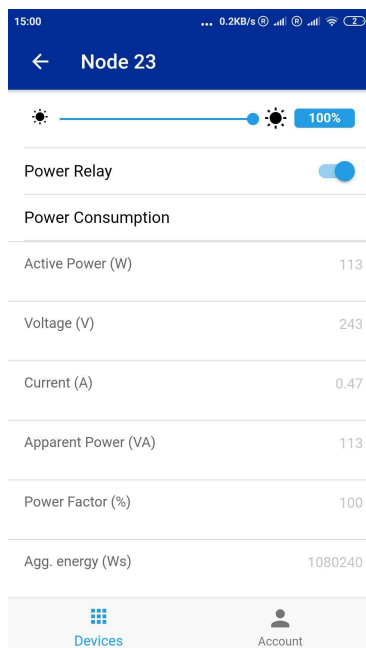 15:00 ... 0.2KB/s R R 2
Node 23
100%
Power Relay
Power Consumption
Active Power (W) 113
Voltage (V) 243
Current (A) 0.47
Apparent Power (VA) 113
Power Factor (%) 100
Agg. energy (Ws) 1080240
Devices Account